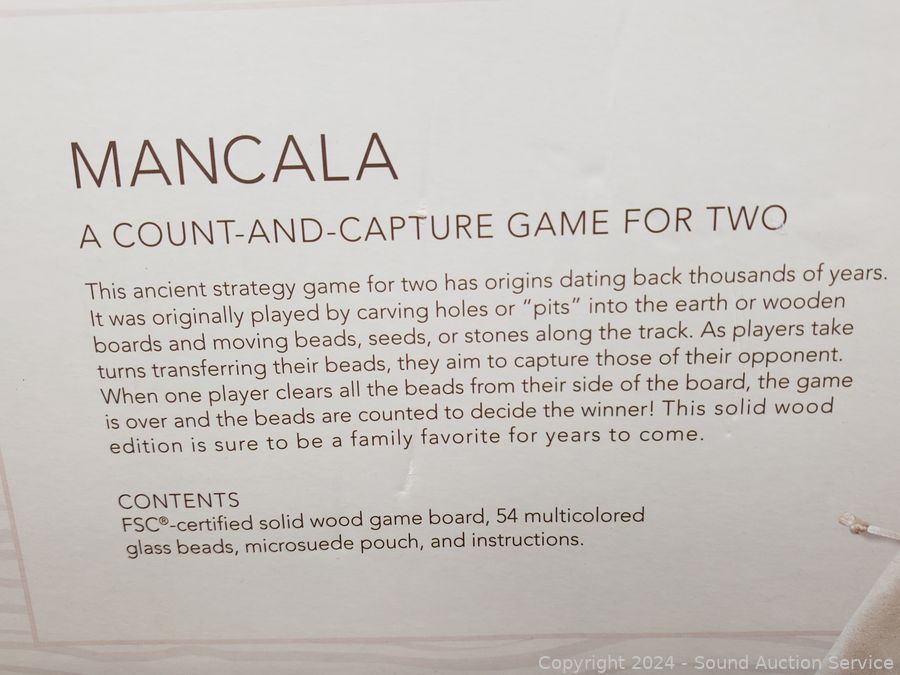 MANCALA
A COUNT-AND-CAPTURE GAME FOR TWO
This ancient strategy game for two has origins dating back thousands of years.
It was originally played by carving holes or “pits” into the earth or wooden
boards and moving beads, seeds, or stones along the track. As players take
turns transferring their beads, they aim to capture those of their opponent.
When one player clears all the beads from their side of the board, the game
is over and the beads are counted to decide the winner! This solid wood
edition is sure to be a family favorite for years to come.
CONTENTS
FSC®-certified solid wood game board, 54 multicolored
glass beads, microsuede pouch, and instructions.
Copyright 2024 - Sound Auction Service